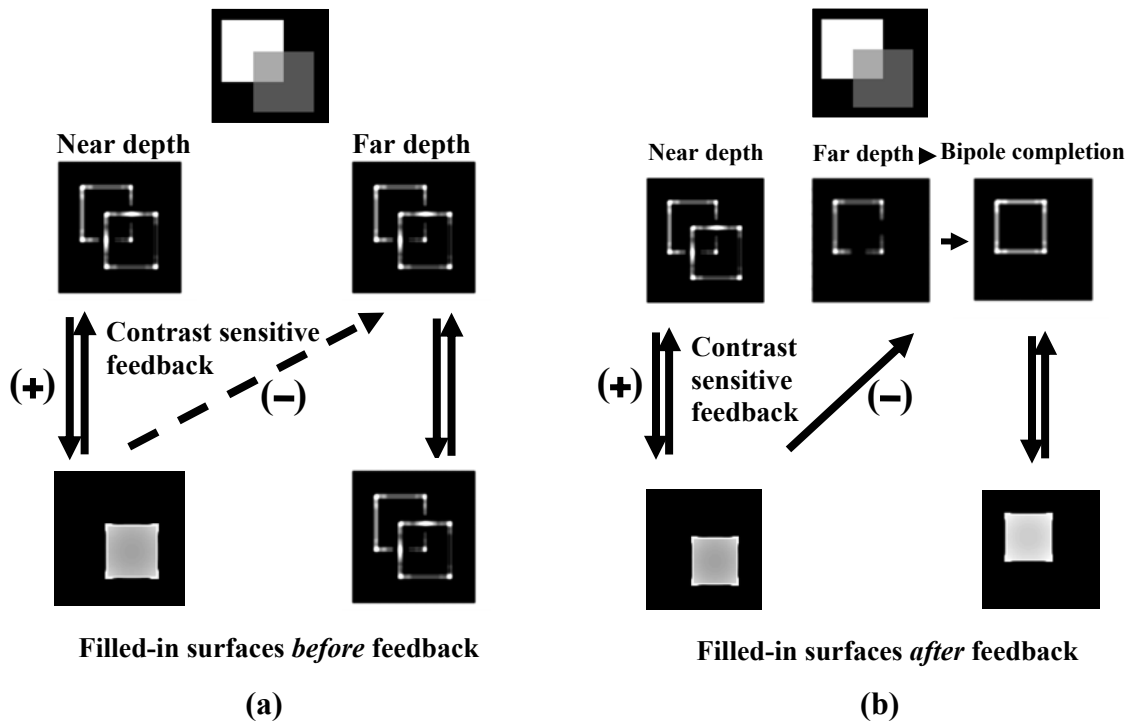 Near depth
Far depth
Contrast sensitive
feedback
(+)
(−)
Filled-in surfaces before feedback
(a)
Near depth
Far depth ▸ Bipole completion
Contrast
sensitive
feedback
(+)
(−)
Filled-in surfaces after feedback
(b)